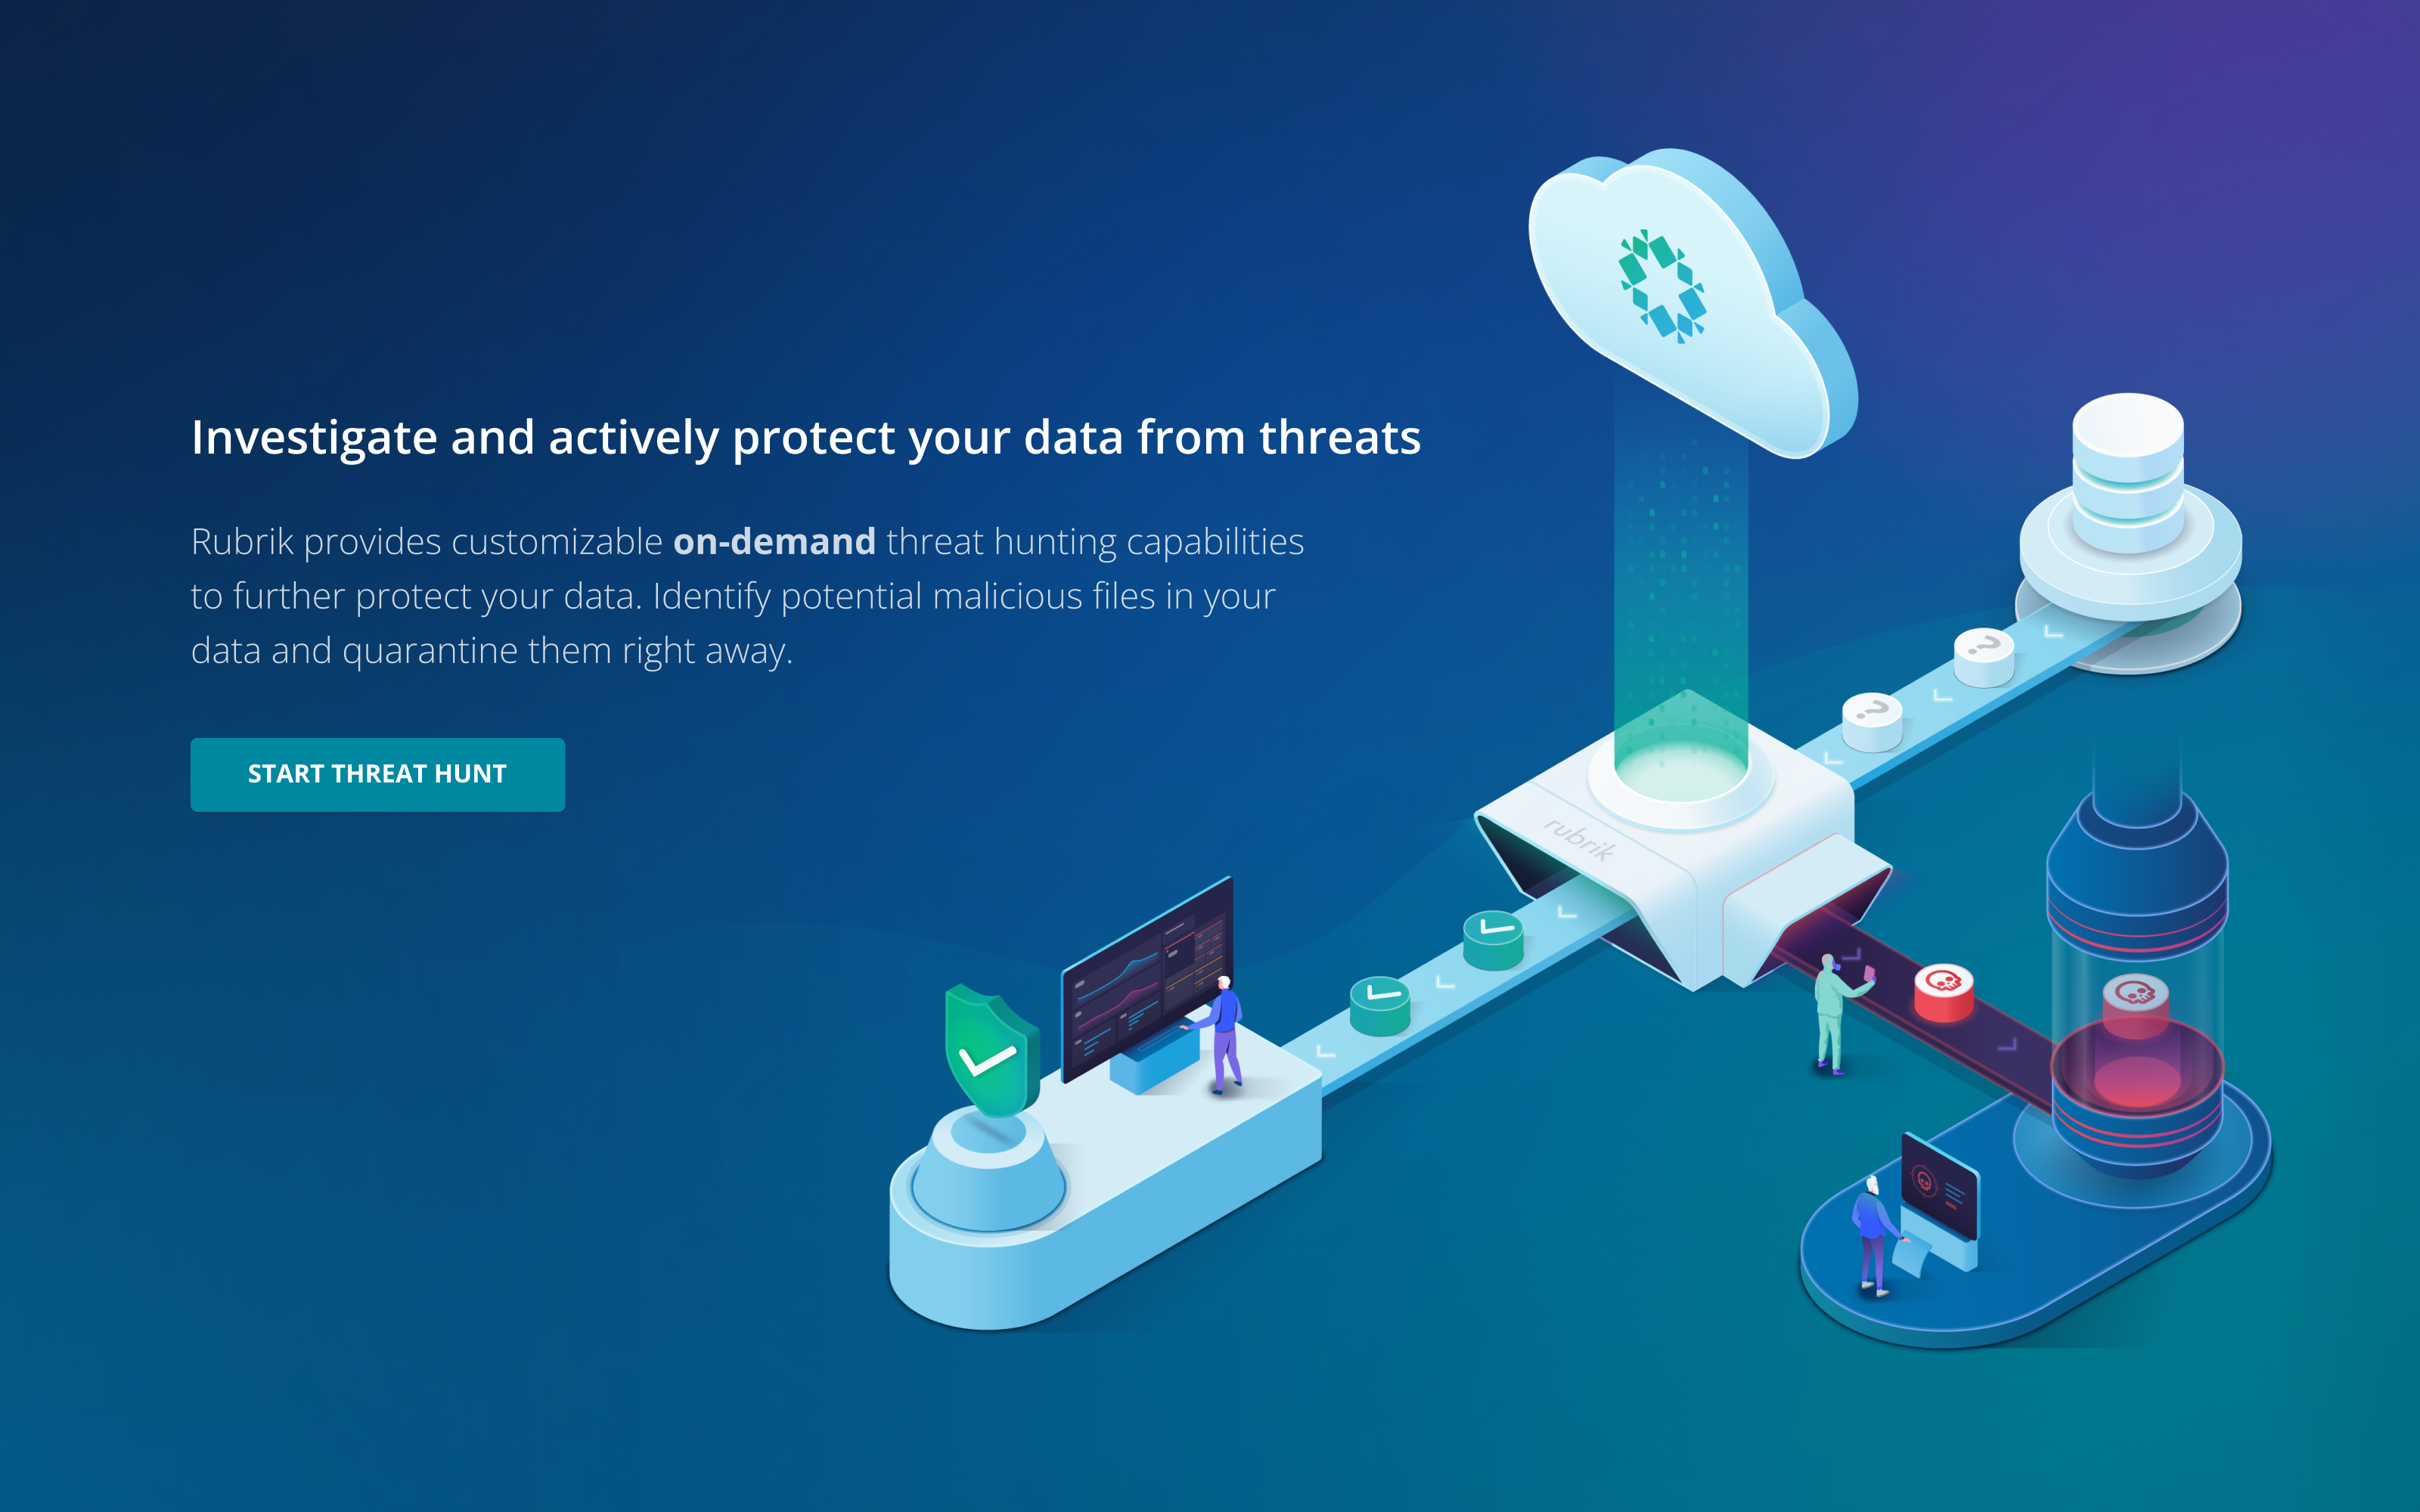 Investigate and actively protect your data from threats
Rubrik provides customizable on-demand threat hunting capabilities
to further protect your data. Identify potential malicious files in your
data and quarantine them right away.
START THREAT HUNT
rubrik
? 
?